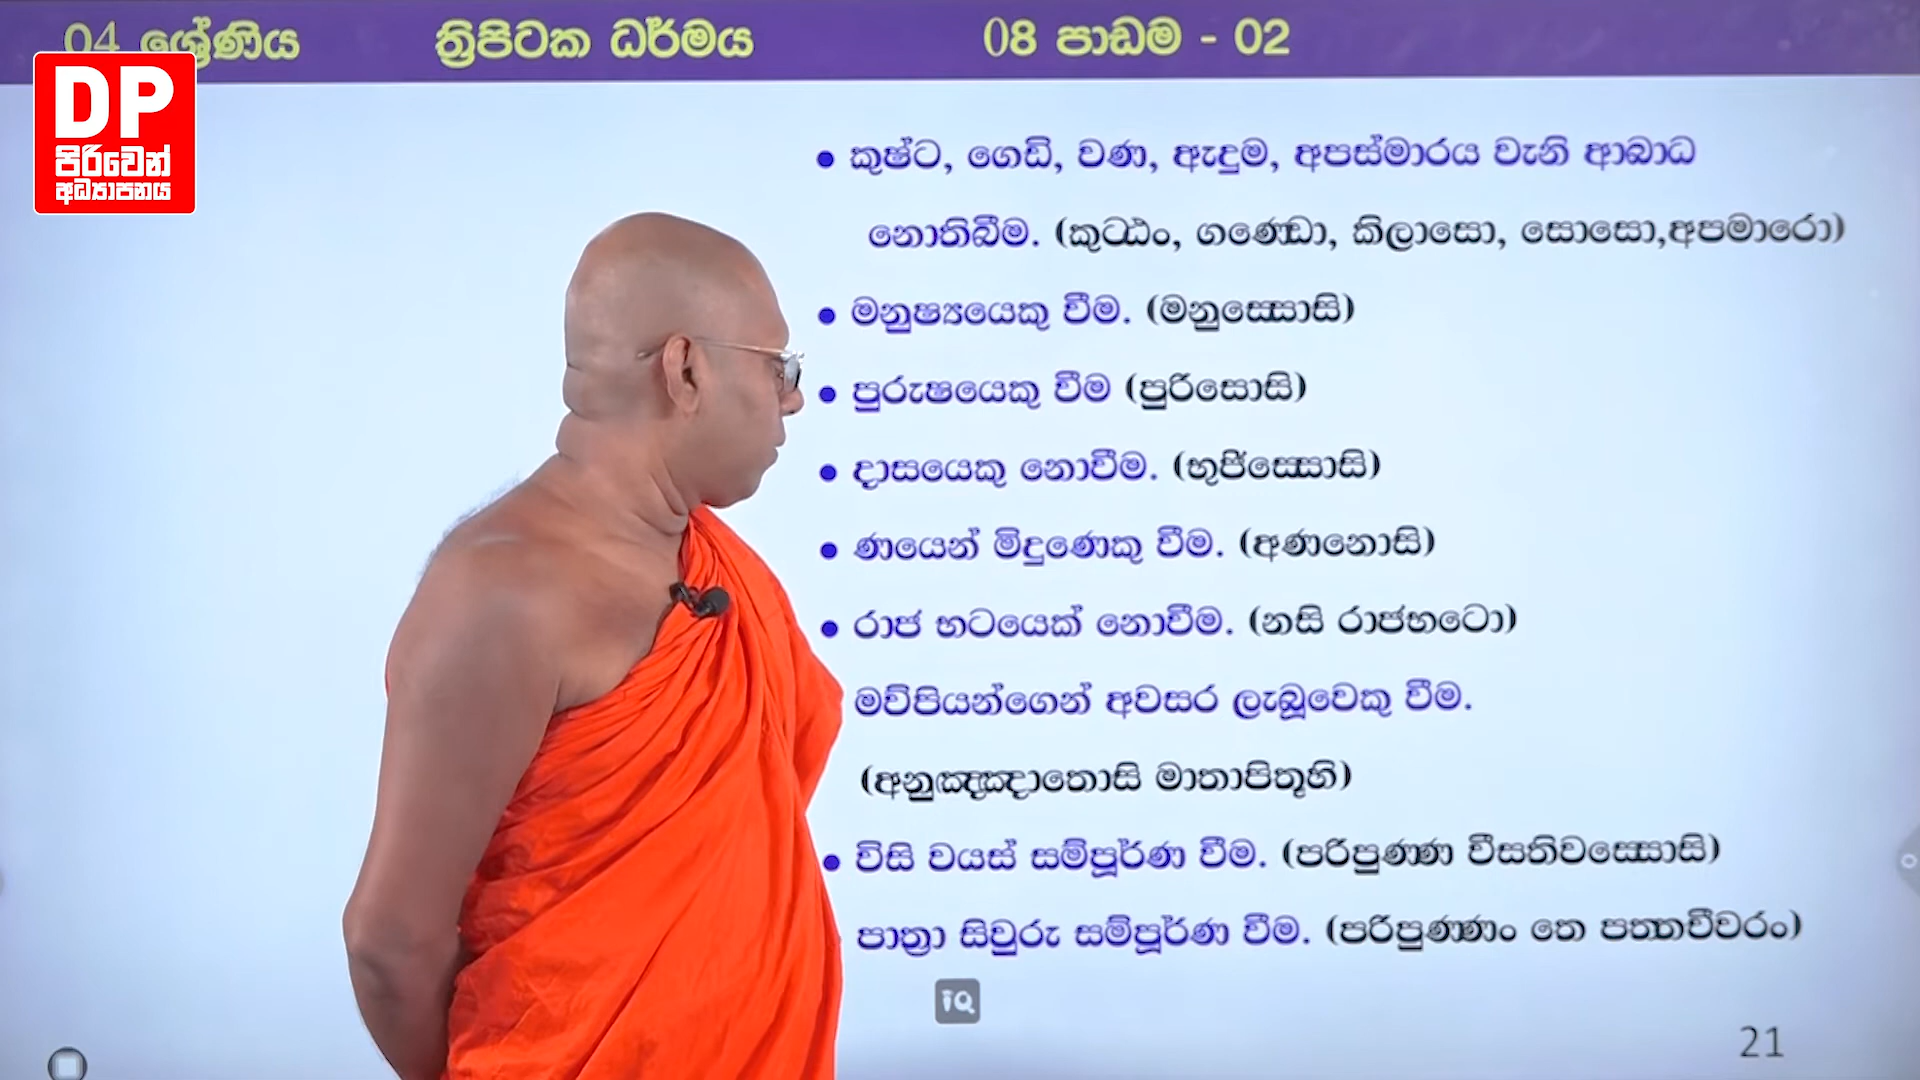 04 ශ්‍රේණිය ත්‍රිපිටක ධර්මය 08 පාඩම - 02
DP
පිරිවෙන්
අධ්‍යාපනය
• කුෂ්ට, ගෙඩි, වණ, ඇදුම, අපස්මාරය වැනි ආබාධ
නොතිබීම. (කුට්ඨං, ගණ්ඩො, කිලාසො, සොසො,අපමාරො)
• මනුෂ්‍යයෙකු වීම. (මනුස්සොසි)
• පුරුෂයෙකු වීම (පුරිසොසි)
• දාසයෙකු නොවීම. (භුජිස්සොසි)
• ණයෙන් මිදුණෙකු වීම. (අණනොසි)
• රාජ භටයෙක් නොවීම. (නසි රාජභටො)
මව්පියන්ගෙන් අවසර ලැබූවෙකු වීම.
(අනුඤ්ඤාතොසි මාතාපිතූහි)
• විසි වයස් සම්පූර්ණ වීම. (පරිපුණ්ණ වීසතිවස්සොසි)
පාත්‍රා සිවුරු සම්පූර්ණ වීම. (පරිපුණ්ණං තෙ පත්තචීවරං)
IQ
21